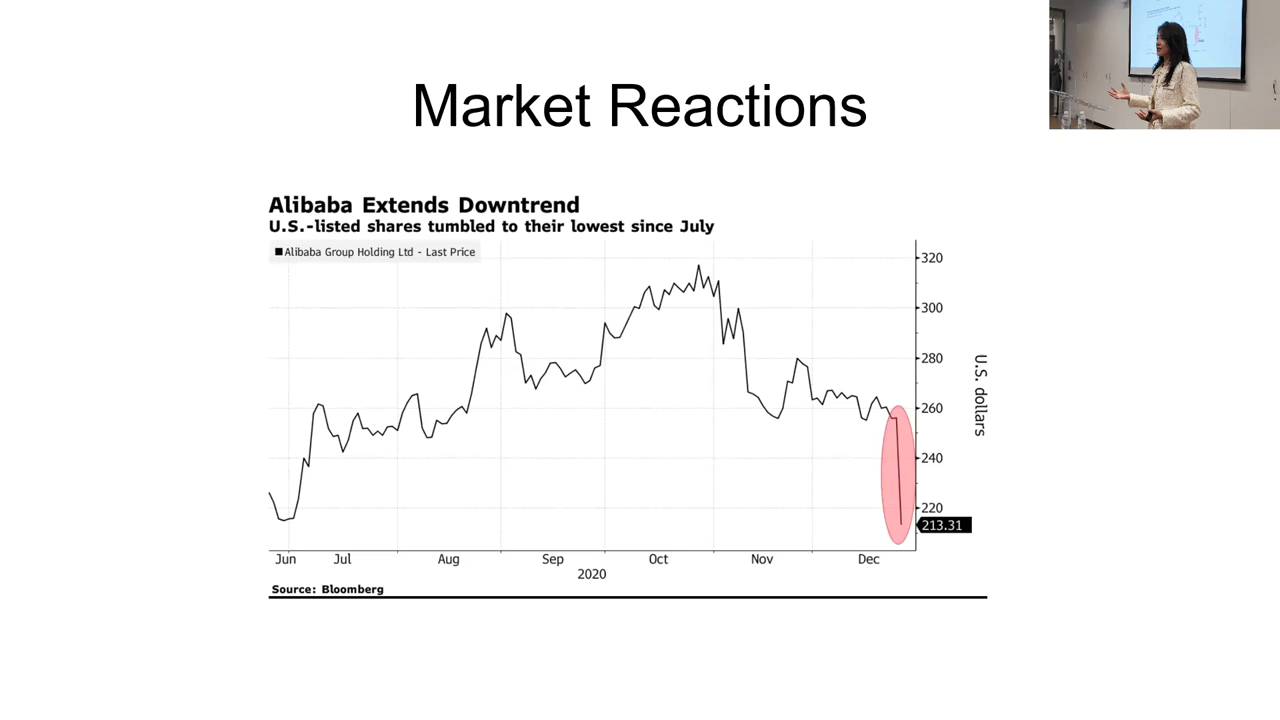 Market Reactions
Alibaba Extends Downtrend
U.S.-listed shares tumbled to their lowest since July
Alibaba Group Holding Ltd - Last Price
320
300
280
260
240
220
213.31
U.S. dollars
Jun Jul Aug Sep Oct Nov Dec
2020
Source: Bloomberg